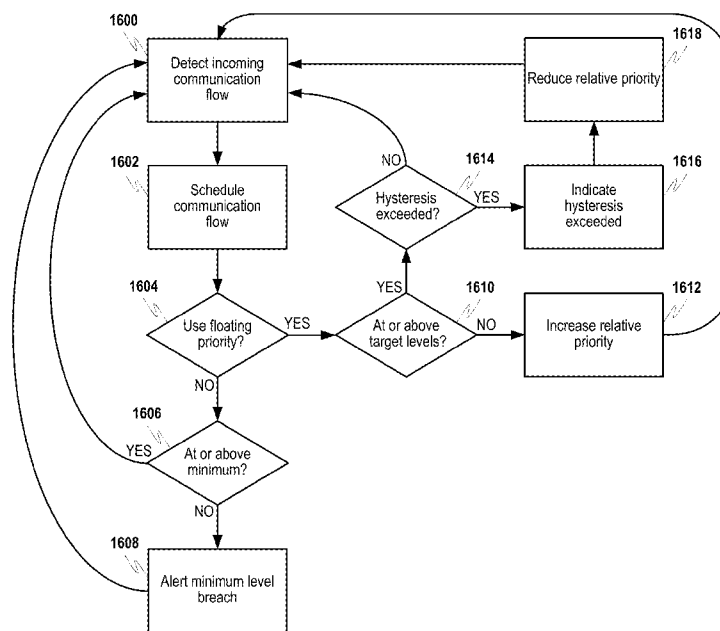 1600
Detect incoming
communication
flow
1618
Reduce relative priority
1602
Schedule
communication
flow
NO
1614
Hysteresis
exceeded?
YES
1616
Indicate
hysteresis
exceeded
1604
Use floating
priority?
YES
YES
1610
At or above
target levels?
NO
1612
Increase relative
priority
NO
1606
YES
At or above
minimum?
NO
1608
Alert minimum level
breach